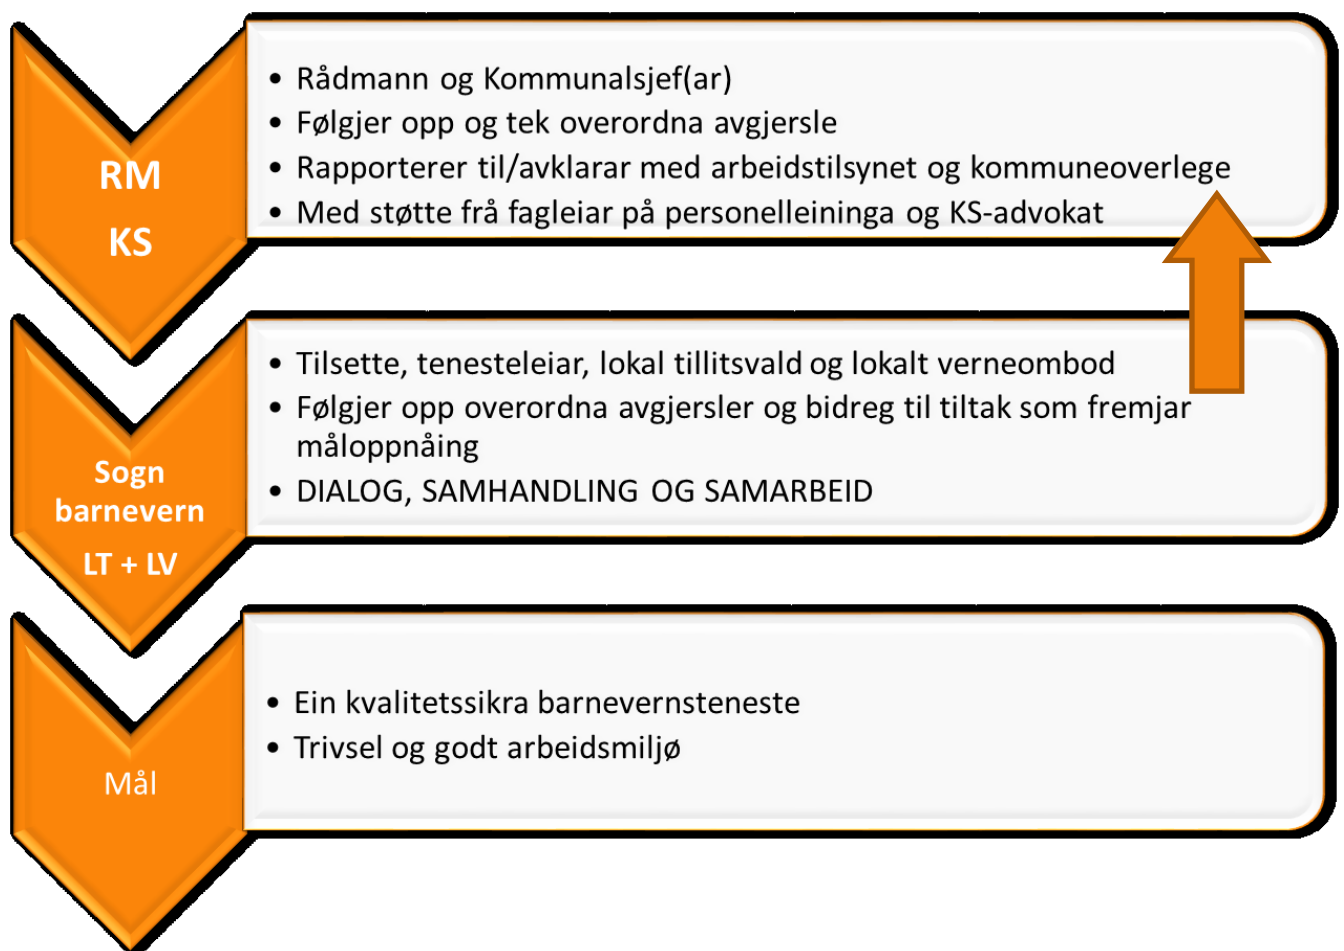 RM
KS
• Rådmann og Kommunalsjef(ar)
• Følgjer opp og tek overordna avgjersle
• Rapporterer til/avklarar med arbeidstilsynet og kommuneoverlege
• Med støtte frå fagleiar på personelleininga og KS-advokat
Sogn
barnevern
LT + LV
• Tilsette, tenesteleiar, lokal tillitsvald og lokalt verneombod
• Følgjer opp overordna avgjersler og bidreg til tiltak som fremjar
måloppnåing
• DIALOG, SAMHANDLING OG SAMARBEID
Mål
• Ein kvalitetssikra barnevernsteneste
• Trivsel og godt arbeidsmiljø